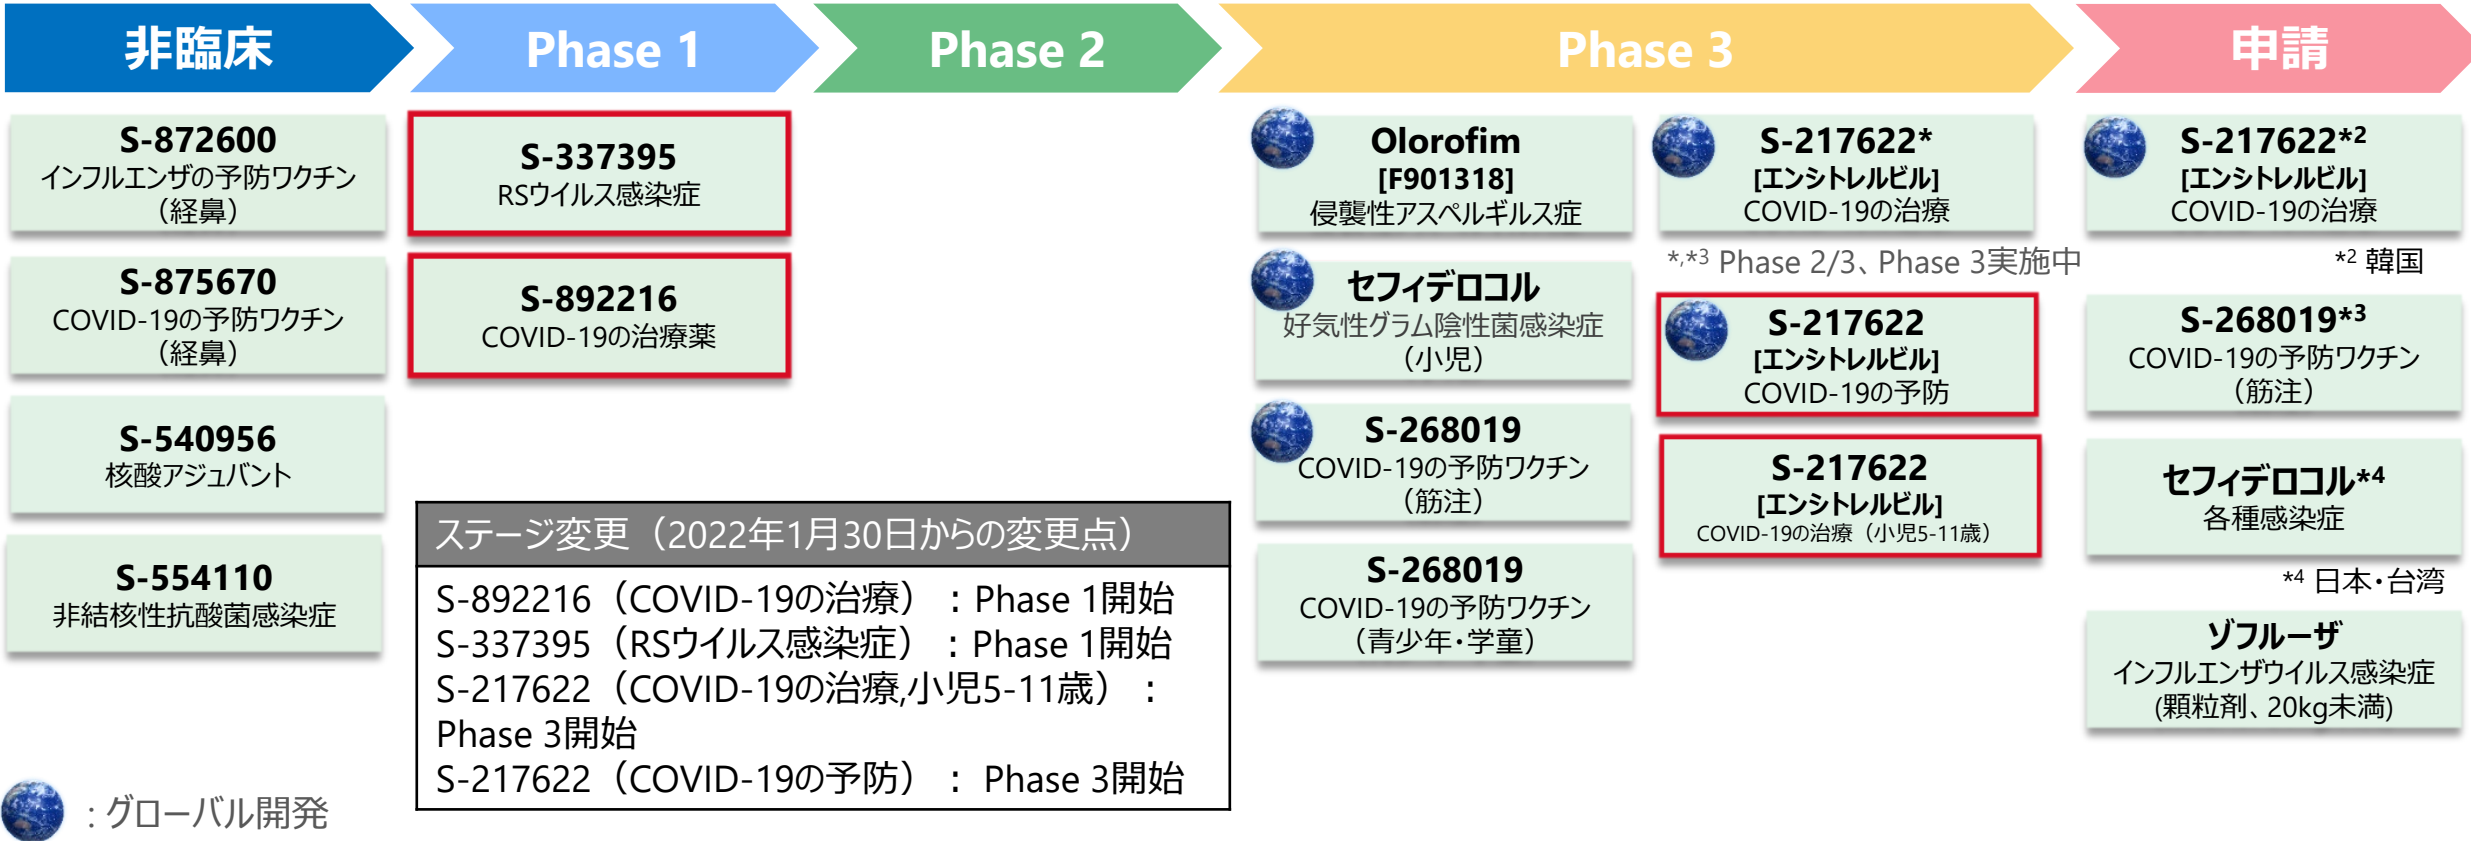 非臨床
Phase 1
Phase 2
Phase 3
申請
S-872600
インフルエンザの予防ワクチン
（経鼻）
S-875670
COVID-19の予防ワクチン
（経鼻）
S-540956
核酸アジュバント
S-554110
非結核性抗酸菌感染症
S-337395
RSウイルス感染症
S-892216
COVID-19の治療薬
Olorofim
[F901318]
侵襲性アスペルギルス症
セフィデロコル
好気性グラム陰性菌感染症
（小児）
S-268019
COVID-19の予防ワクチン
（筋注）
S-268019
COVID-19の予防ワクチン
（青少年・学童）
S-217622*
[エンシトレルビル]
COVID-19の治療
*,*3 Phase 2/3、Phase 3実施中
S-217622
[エンシトレルビル]
COVID-19の予防
S-217622
[エンシトレルビル]
COVID-19の治療（小児5-11歳）
S-217622*2
[エンシトレルビル]
COVID-19の治療
*2 韓国
S-268019*3
COVID-19の予防ワクチン
（筋注）
セフィデロコル*4
各種感染症
*4 日本・台湾
ゾフルーザ
インフルエンザウイルス感染症
(顆粒剤、20kg未満)
ステージ変更（2022年1月30日からの変更点）
S-892216（COVID-19の治療）：Phase 1開始
S-337395（RSウイルス感染症）：Phase 1開始
S-217622（COVID-19の治療,小児5-11歳）：
Phase 3開始
S-217622（COVID-19の予防）：Phase 3開始
：グローバル開発